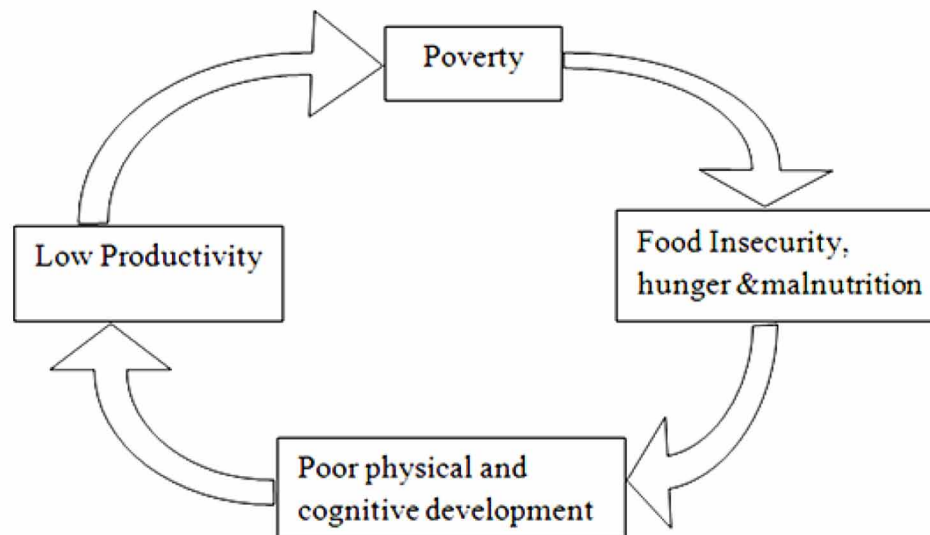 Poverty
Food Insecurity,
hunger &malnutrition
Low Productivity
Poor physical and
cognitive development